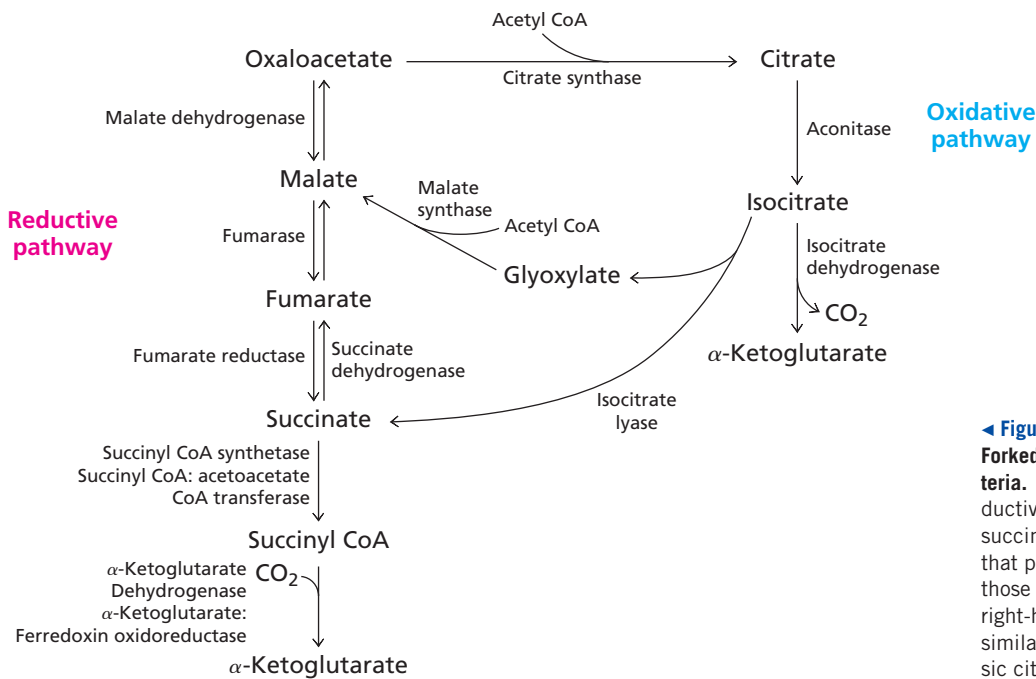 Acetyl CoA
Oxaloacetate
Citrate
Citrate synthase
Malate dehydrogenase
Aconitase
Oxidative
pathway
Malate
Malate
synthase
Acetyl CoA
Isocitrate
Reductive
pathway
Fumarase
Glyoxylate
Isocitrate
dehydrogenase
CO₂
Fumarate
α-Ketoglutarate
Fumarate reductase
Succinate
dehydrogenase
Isocitrate
lyase
Succinate
Succinyl CoA synthetase
Succinyl CoA: acetoacetate
CoA transferase
Succinyl CoA
α-Ketoglutarate
Dehydrogenase
α-Ketoglutarate:
Ferredoxin oxidoreductase
CO₂
α-Ketoglutarate
◄ Figu
Forked
teria.
ductiv
succin
that p
those
right-h
simila
sic cit